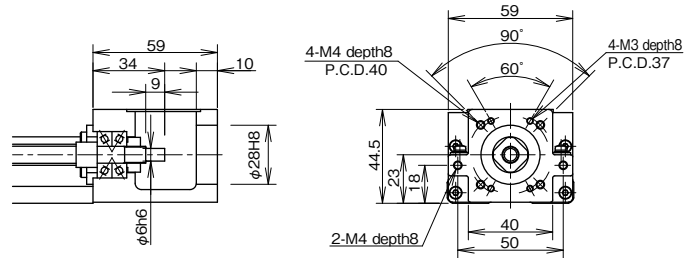 59
34
10
9
φ28H8
φ6h6
59
90°
4-M4 depth8
P.C.D.40
4-M3 depth8
P.C.D.37
60°
44.5
23
18
2-M4 depth8
40
50